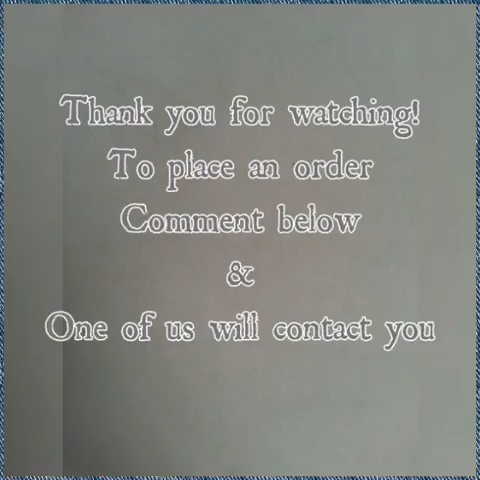 Thank you for watching!
To place an order
Comment below
&
One of us will contact you